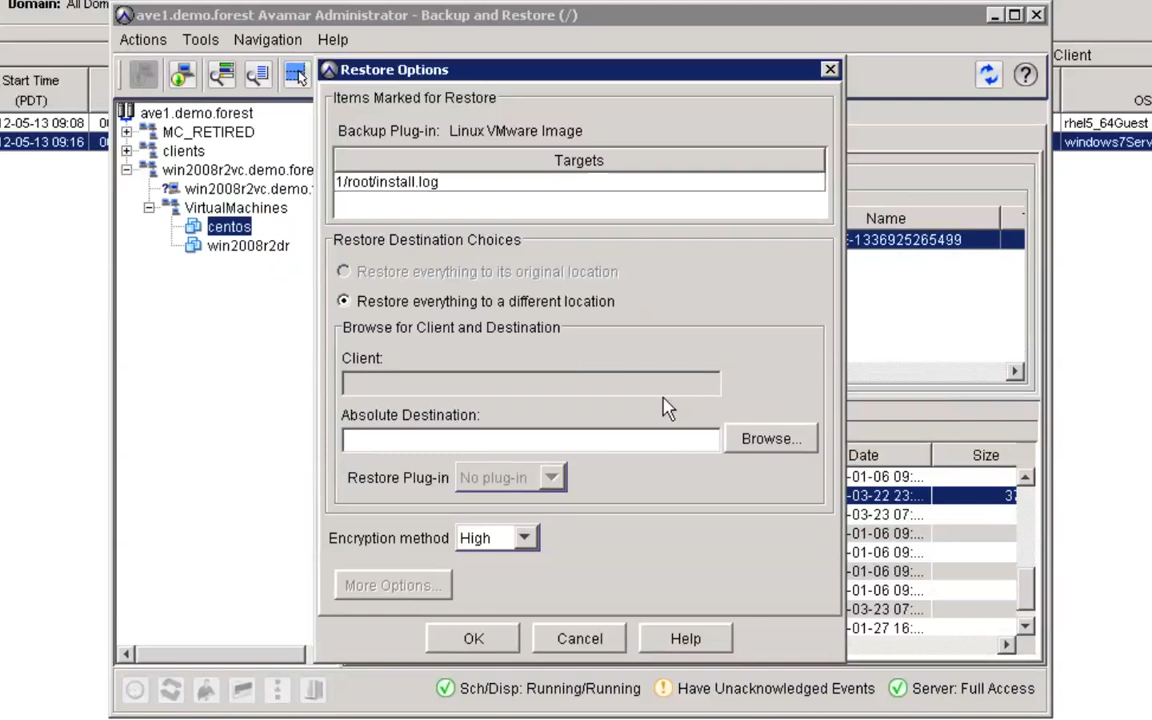 Domain: All Dom
ave1.demo.forest Avamar Administrator - Backup and Restore (/)
Actions Tools Navigation Help
Client
Start Time
(PDT)
OS
2-05-13 09:08
2-05-13 09:16
rhel5_64Guest
windows7Serv
ave1.demo.forest
MC_RETIRED
clients
win2008r2vc.demo.fore
win2008r2vc.demo.
VirtualMachines
centos
win2008r2dr
Restore Options
Items Marked for Restore
Backup Plug-in: Linux VMware Image
Targets
1/root/install.log
Restore Destination Choices
Restore everything to its original location
Restore everything to a different location
Browse for Client and Destination
Client:
Absolute Destination:
Browse...
Restore Plug-in No plug-in
Encryption method High
More Options...
OK Cancel Help
Name
-1336925265499
Date Size
-01-06 09:...
-03-22 23:... 37
-03-23 07:...
-01-06 09:...
-01-06 09:...
-01-06 09:...
-01-06 09:...
-03-23 07:...
-01-27 16:...
Sch/Disp: Running/Running Have Unacknowledged Events Server: Full Access